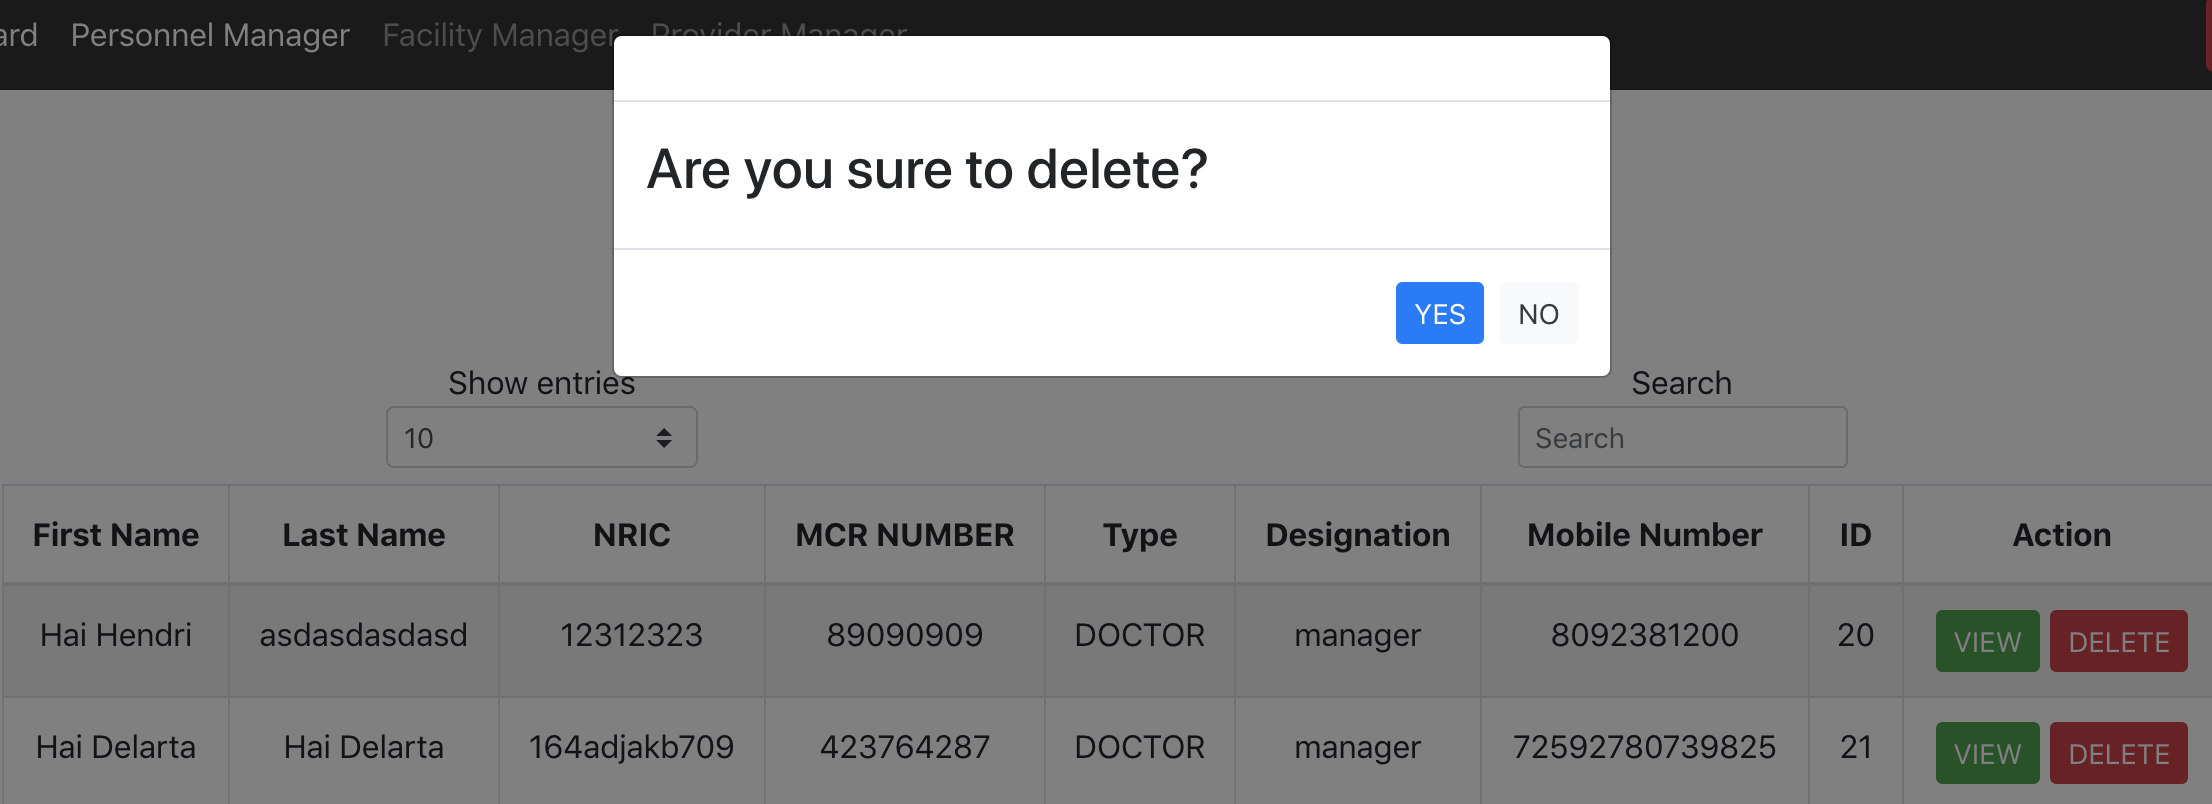 ard Personnel Manager Facility Manager Provider Manager
Are you sure to delete?
YES NO
Show entries Search
10 Search
First Name Last Name NRIC MCR NUMBER Type Designation Mobile Number ID Action
Hai Hendri asdasdasdasd 12312323 89090909 DOCTOR manager 8092381200 20 VIEW DELETE
Hai Delarta Hai Delarta 164adjakb709 423764287 DOCTOR manager 72592780739825 21 VIEW DELETE